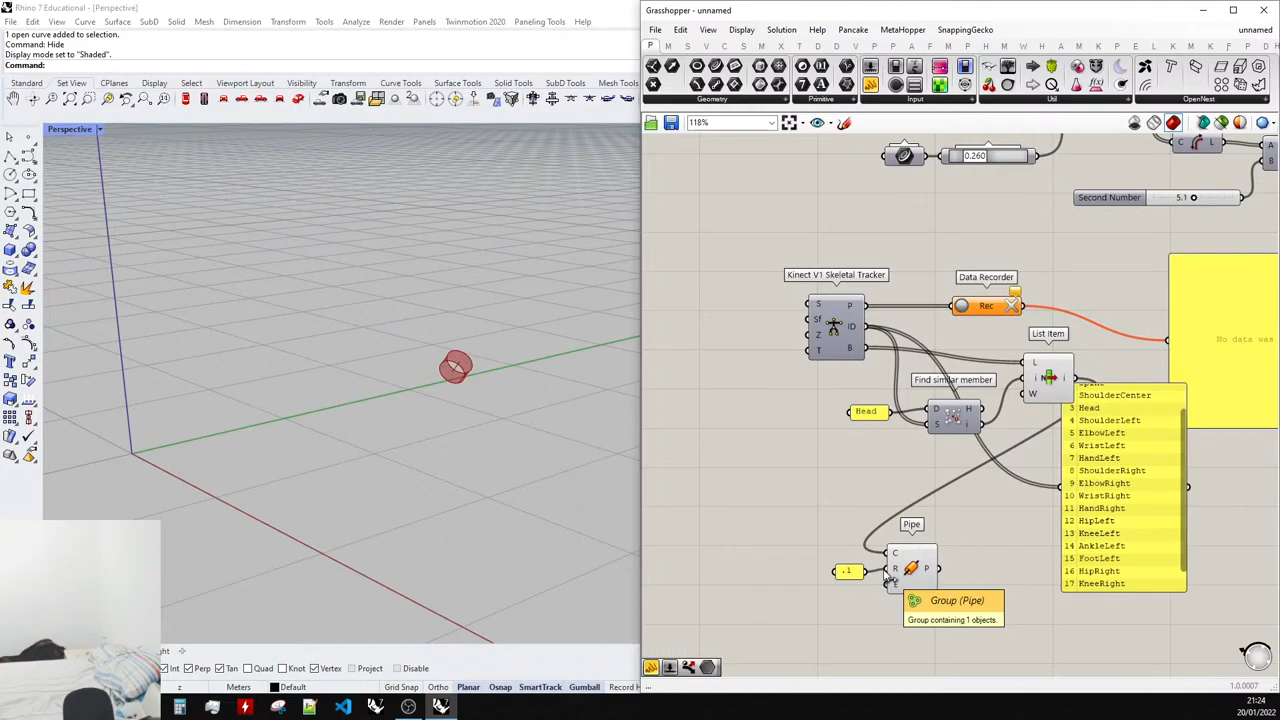 Rhino 7 Educational - [Perspective]
File Edit View Curve Surface SubD Solid Mesh Dimension Transform Tools Analyze Render Panels Twinmotion 2020 Paneling Tools Help
1 open curve added to selection.
Command: Hide
Display mode set to "Shaded".
Command:
Standard Set View CPlanes Display Select Viewport Layout Visibility Transform Curve Tools Surface Tools Solid Tools SubD Tools
Perspective
Int Perp Tan Quad Knot Vertex Project Disable
z Meters Default Grid Snap Ortho Planar Osnap SmartTrack Gumball Record H
Grasshopper - unnamed
File Edit View Display Solution Help Pancake MetaHopper SnappingGecko unnamed
Geometry Primitive Input Util OpenNest
118%
0.260
C L
A
B
Second Number 5.1
Kinect V1 Skeletal Tracker
S P
Sf ID
Z
T B
Data Recorder
Rec
No data was
List Item
L
i i
W
Find similar member
Head
D H
S i
ShoulderCenter
3 Head
4 ShoulderLeft
5 ElbowLeft
6 WristLeft
7 HandLeft
8 ShoulderRight
9 ElbowRight
10 WristRight
11 HandRight
12 HipLeft
13 KneeLeft
14 AnkleLeft
15 FootLeft
16 HipRight
17 KneeRight
Pipe
C
R P
E
.1
Group (Pipe)
Group containing 1 objects.
...
1.0.0007
21:24
20/01/2022